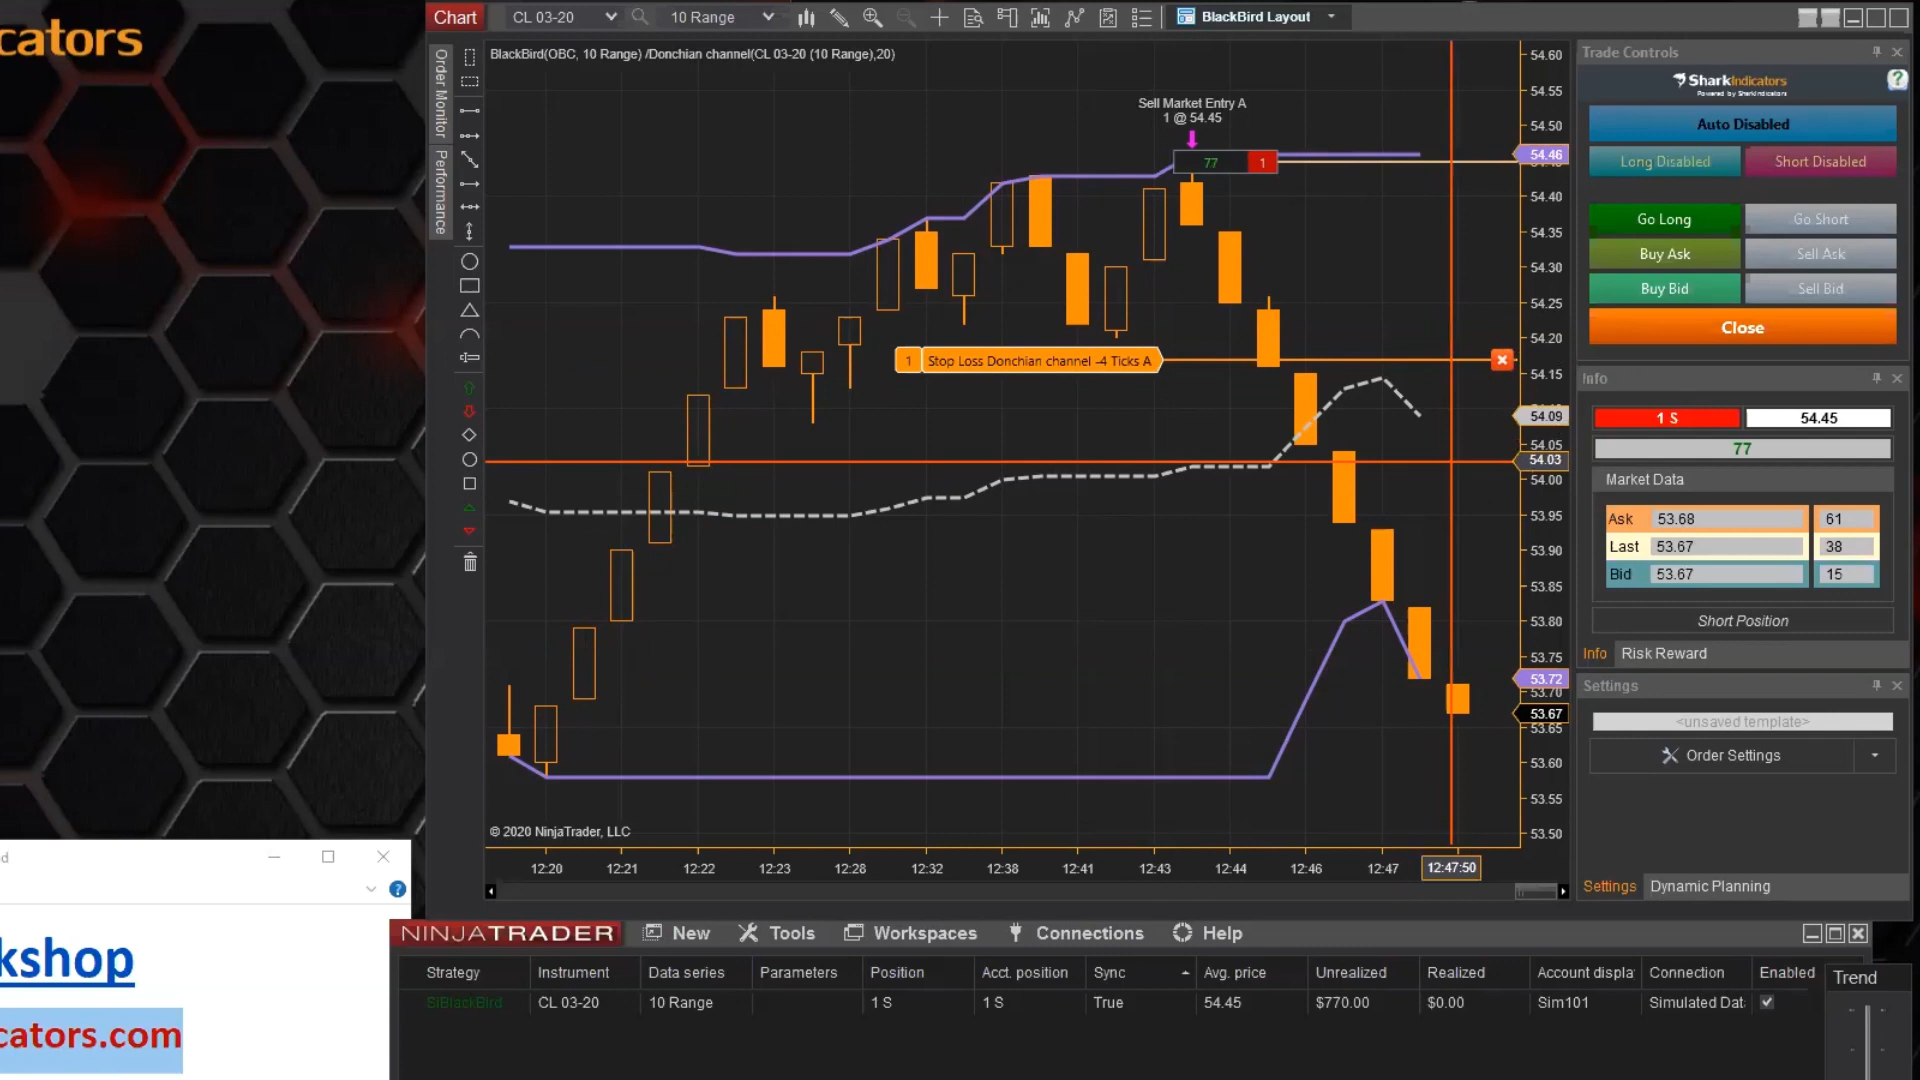 cators
Chart
CL 03-20
10 Range
BlackBird Layout
Order Monitor
Performance
BlackBird(OBC, 10 Range) /Donchian channel(CL 03-20 (10 Range),20)
Sell Market Entry A
1 @ 54.45
77 1
1 Stop Loss Donchian channel -4 Ticks A
54.60
54.55
54.50
54.46
54.40
54.35
54.30
54.25
54.20
54.15
54.09
54.05
54.03
54.00
53.95
53.90
53.85
53.80
53.75
53.72
53.70
53.67
53.65
53.60
53.55
53.50
© 2020 NinjaTrader, LLC
12:20 12:21 12:22 12:23 12:28 12:32 12:38 12:41 12:43 12:44 12:46 12:47 12:47:50
Trade Controls
SharkIndicators
Powered by SharkIndicators
?
Auto Disabled
Long Disabled Short Disabled
Go Long Go Short
Buy Ask Sell Ask
Buy Bid Sell Bid
Close
Info
1 S 54.45
77
Market Data
Ask 53.68 61
Last 53.67 38
Bid 53.67 15
Short Position
Info Risk Reward
Settings
<unsaved template>
Order Settings
Settings Dynamic Planning
d
?
kshop
cators.com
NINJATRADER New Tools Workspaces Connections Help
Strategy Instrument Data series Parameters Position Acct. position Sync Avg. price Unrealized Realized Account displa Connection Enabled
SiBlackBird CL 03-20 10 Range 1 S 1 S True 54.45 $770.00 $0.00 Sim101 Simulated Dat
Trend